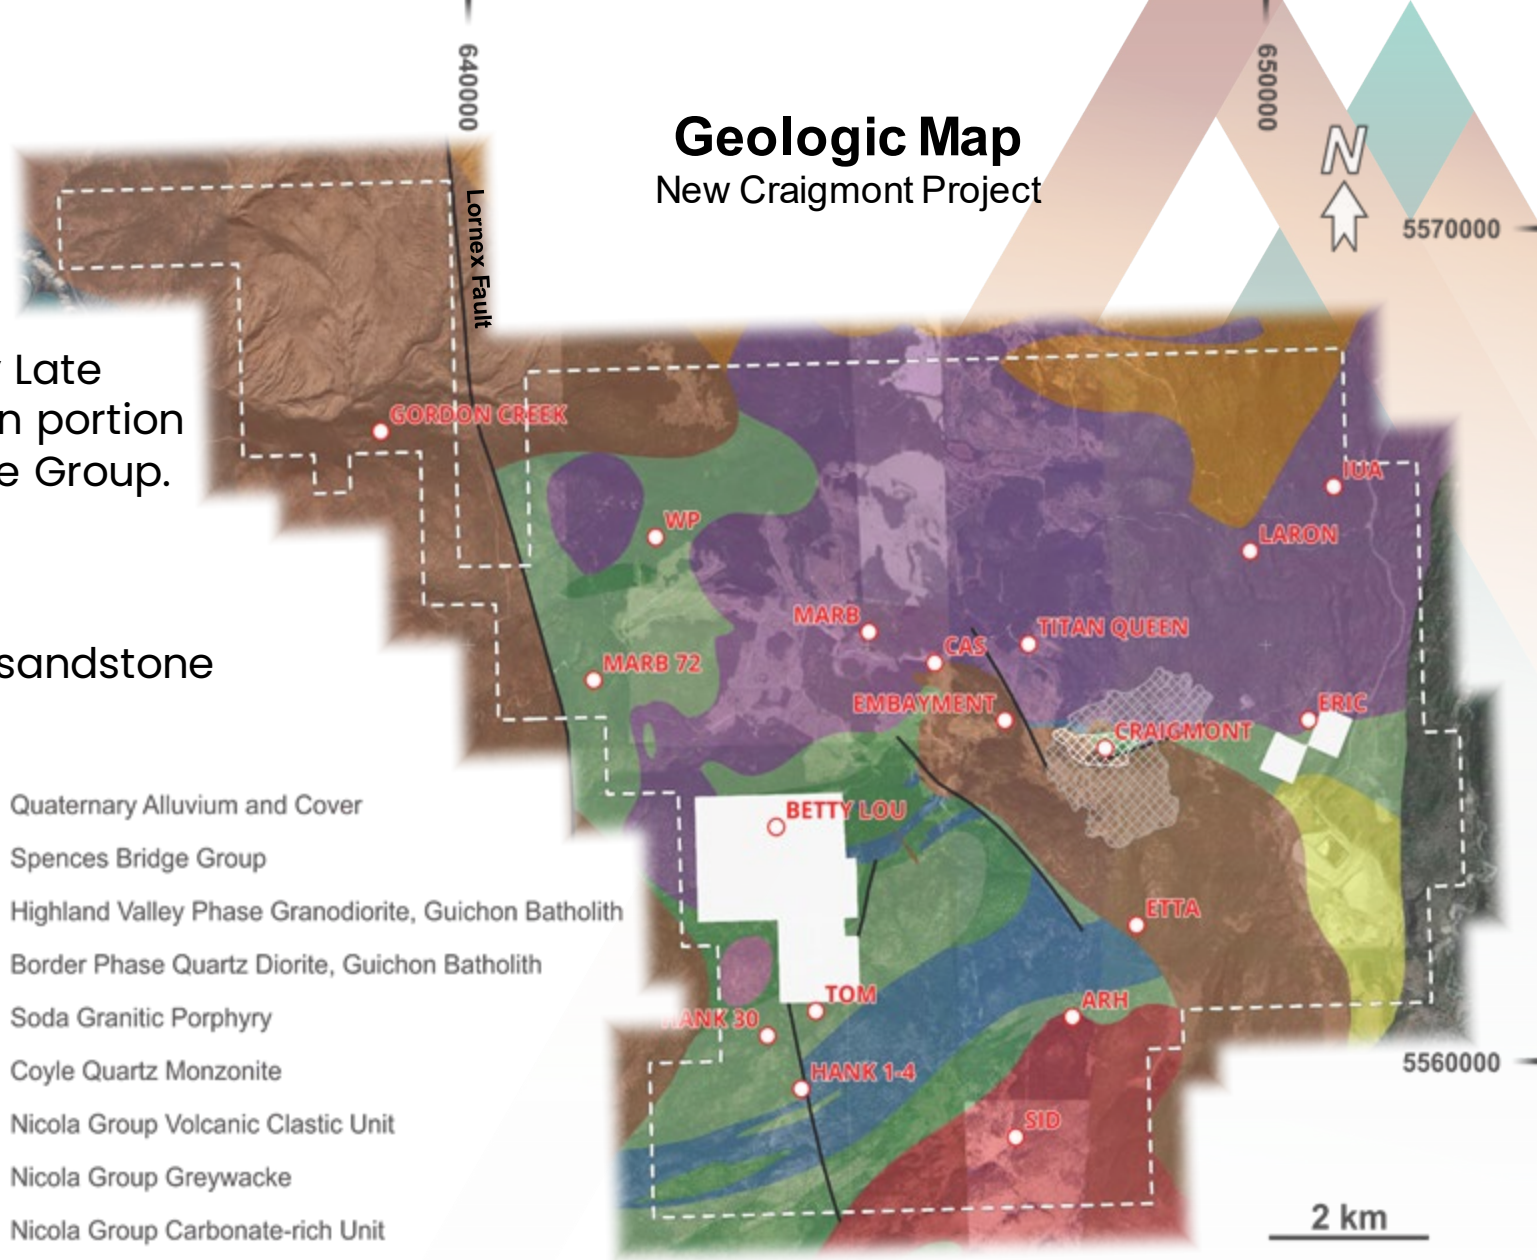 640000
650000
Geologic Map
New Craigmont Project
N
5570000
Lornex Fault
Late
n portion
e Group.
GORDON CREEK
IUA
WP
LARON
MARB
TITAN QUEEN
CAS
sandstone
MARB 72
EMBAYMENT
ERIC
CRAIGMONT
Quaternary Alluvium and Cover
BETTY LOU
Spences Bridge Group
Highland Valley Phase Granodiorite, Guichon Batholith
ETTA
Border Phase Quartz Diorite, Guichon Batholith
TOM
ARH
Soda Granitic Porphyry
HANK 30
5560000
Coyle Quartz Monzonite
HANK 1-4
Nicola Group Volcanic Clastic Unit
SID
Nicola Group Greywacke
2 km
Nicola Group Carbonate-rich Unit